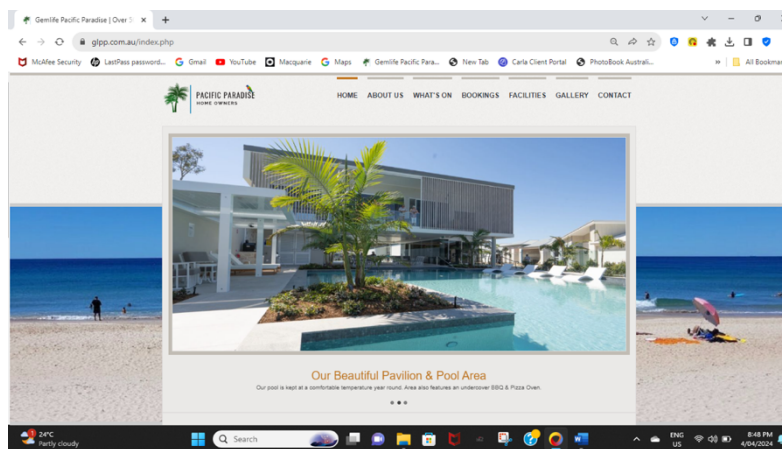 Gemlife Pacific Paradise | Over
glpp.com.au/index.php
McAfee Security LastPass password... Gmail YouTube Macquarie Maps Gemlife Pacific Para... New Tab Carla Client Portal PhotoBook Australi... » All Bookmar
PACIFIC PARADISE
HOME OWNERS
HOME ABOUT US WHAT'S ON BOOKINGS FACILITIES GALLERY CONTACT
Our Beautiful Pavilion & Pool Area
Our pool is kept at a comfortable temperature year round. Area also features an undercover BBQ & Pizza Oven.
24°C
Partly cloudy
Search
ENG
US
8:48 PM
4/04/2024